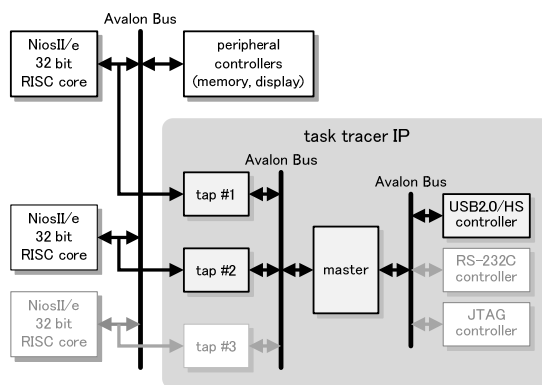 Avalon Bus
NiosII/e
32 bit
RISC core
peripheral
controllers
(memory, display)
task tracer IP
Avalon Bus
Avalon Bus
tap #1
USB2.0/HS
controller
NiosII/e
32 bit
RISC core
tap #2
master
RS-232C
controller
NiosII/e
32 bit
RISC core
tap #3
JTAG
controller